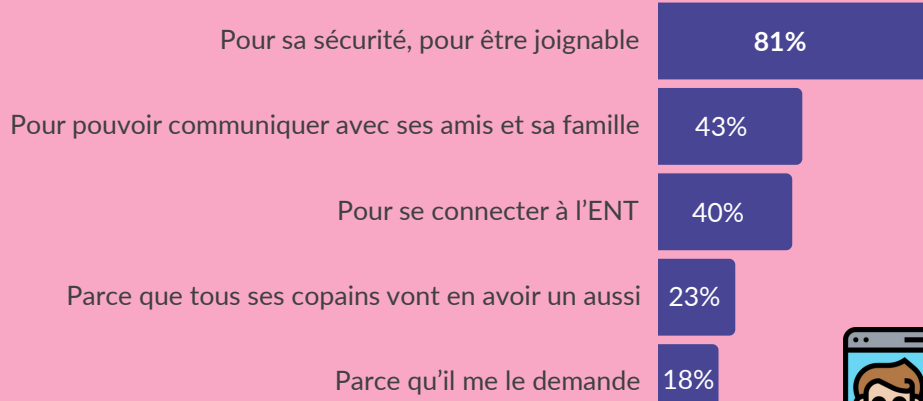 Pour sa sécurité, pour être joignable 81%
Pour pouvoir communiquer avec ses amis et sa famille 43%
Pour se connecter à l’ENT 40%
Parce que tous ses copains vont en avoir un aussi 23%
Parce qu’il me le demande 18%